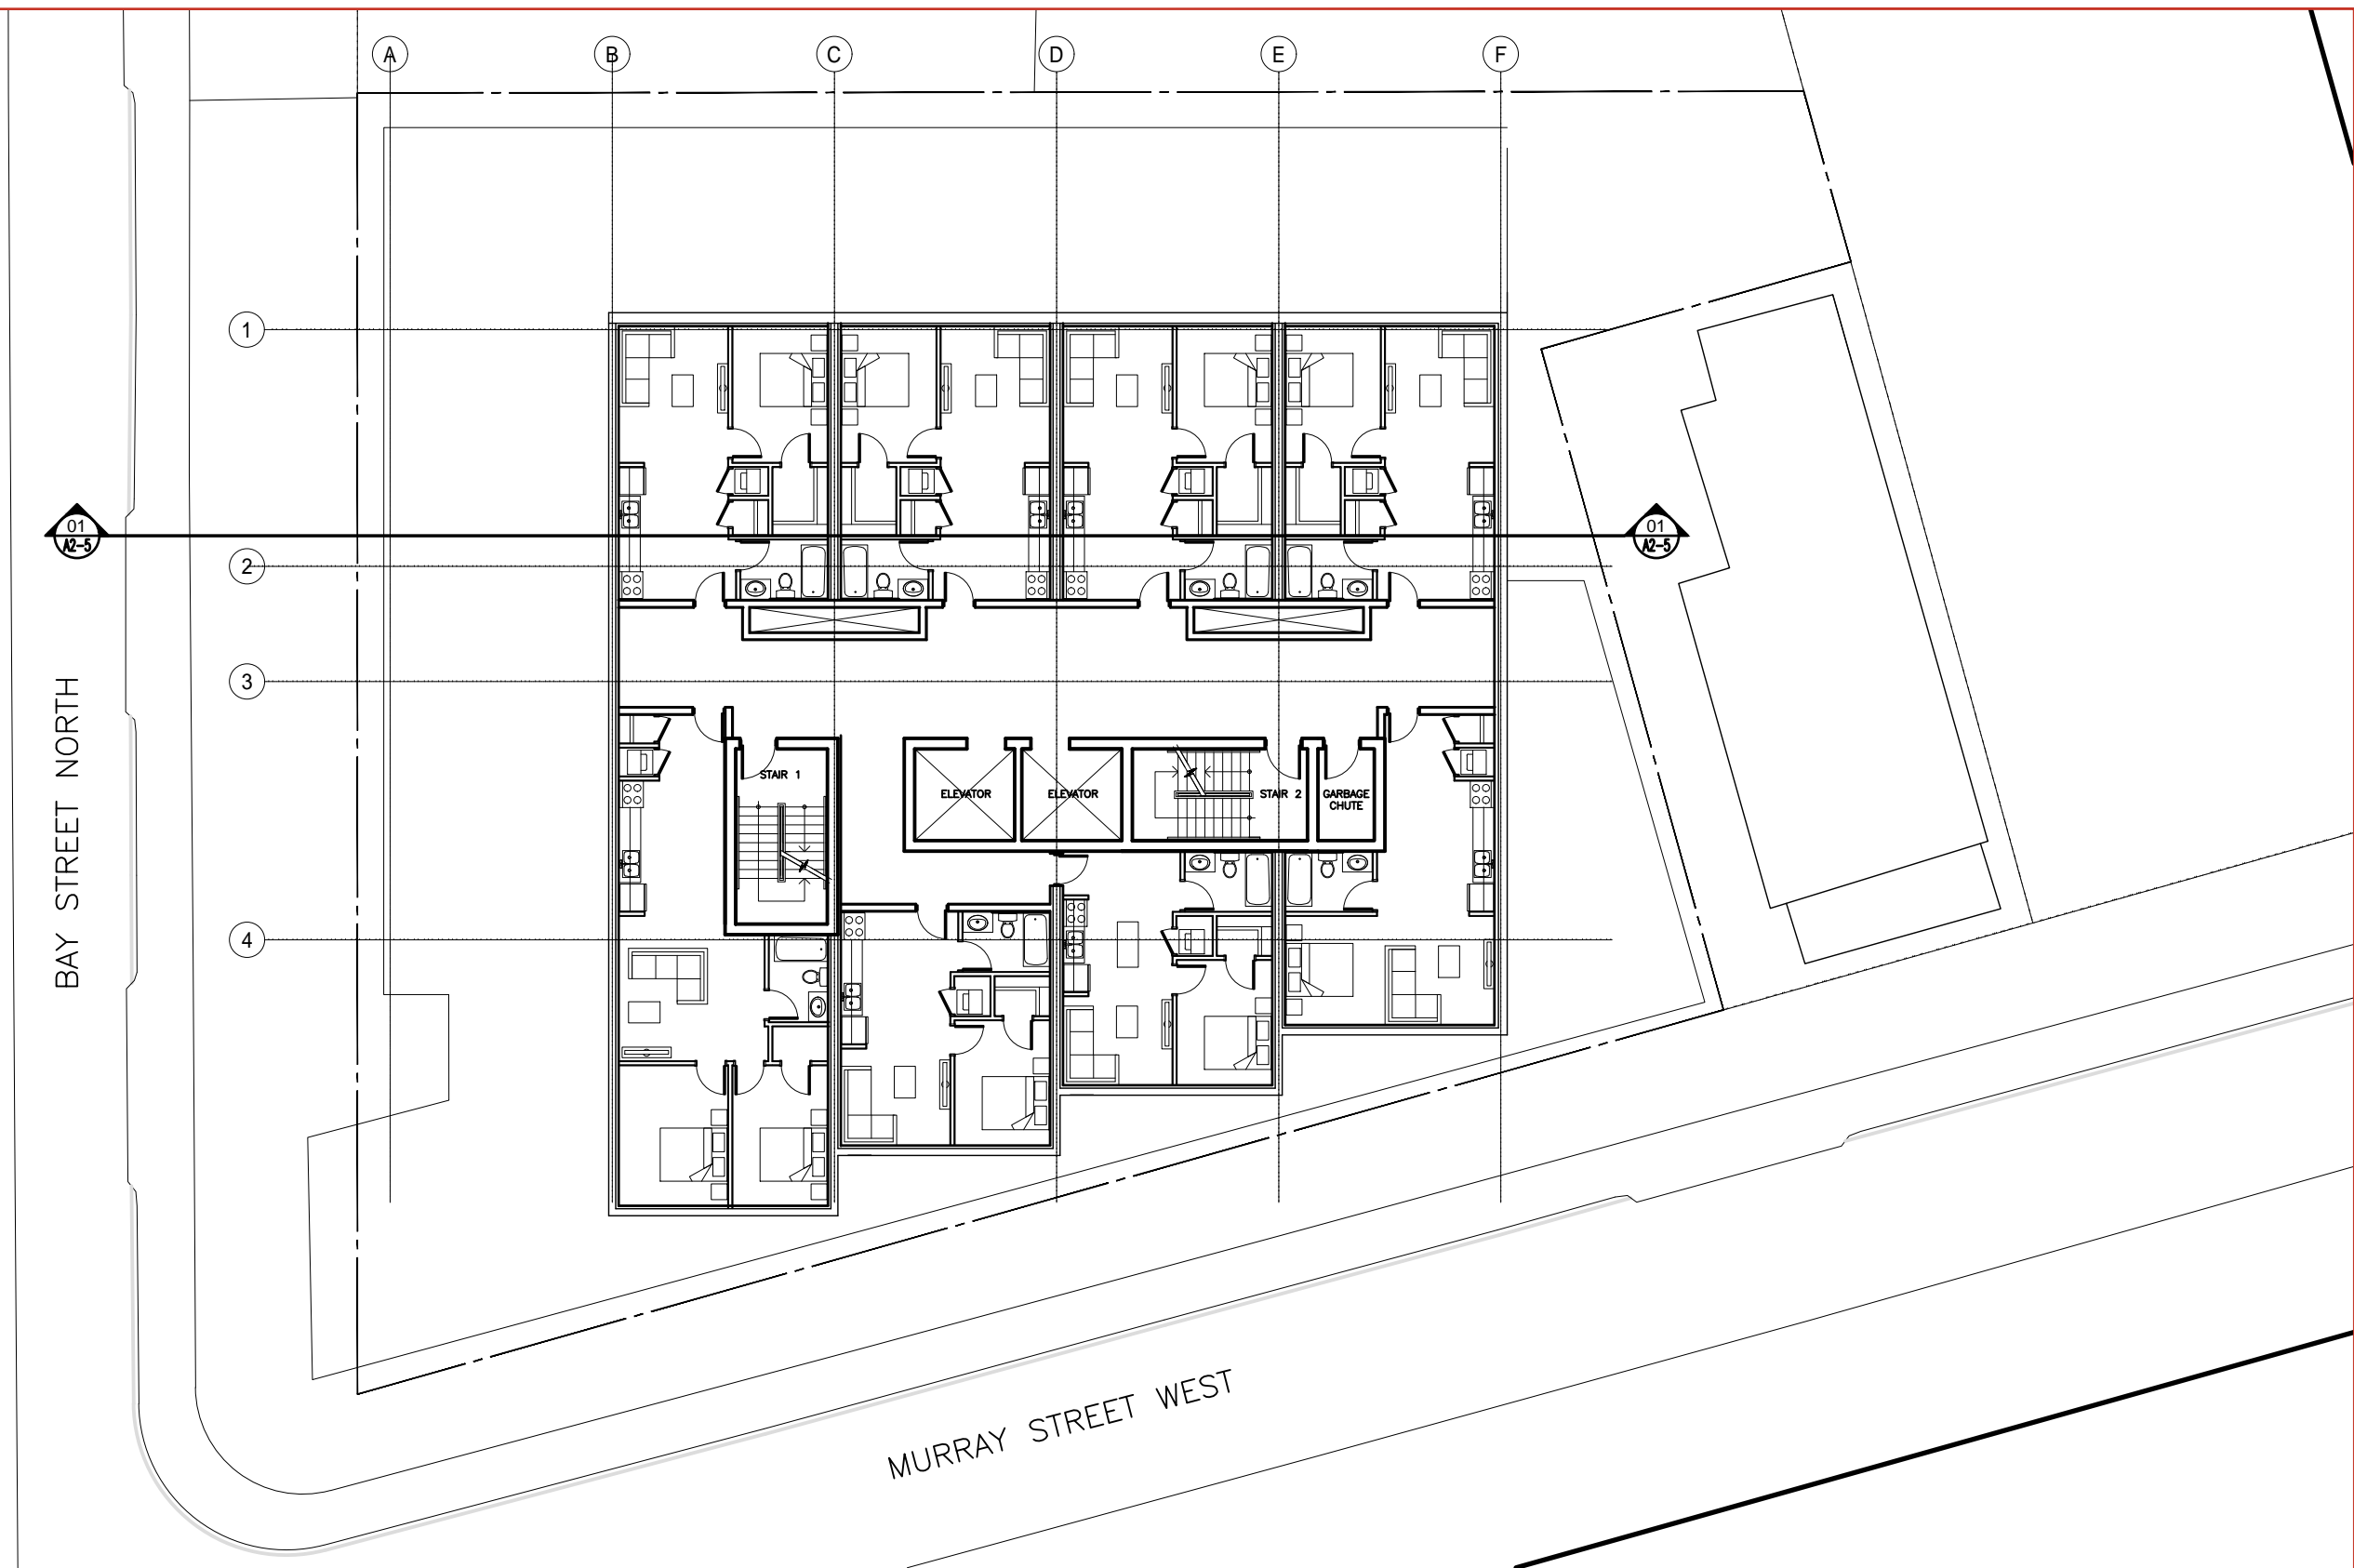 A
B
C
D
E
F
1
01
A2-5
01
A2-5
2
3
STAIR 1
ELEVATOR
ELEVATOR
STAIR 2
GARBAGE
CHUTE
4
BAY STREET NORTH
MURRAY STREET WEST